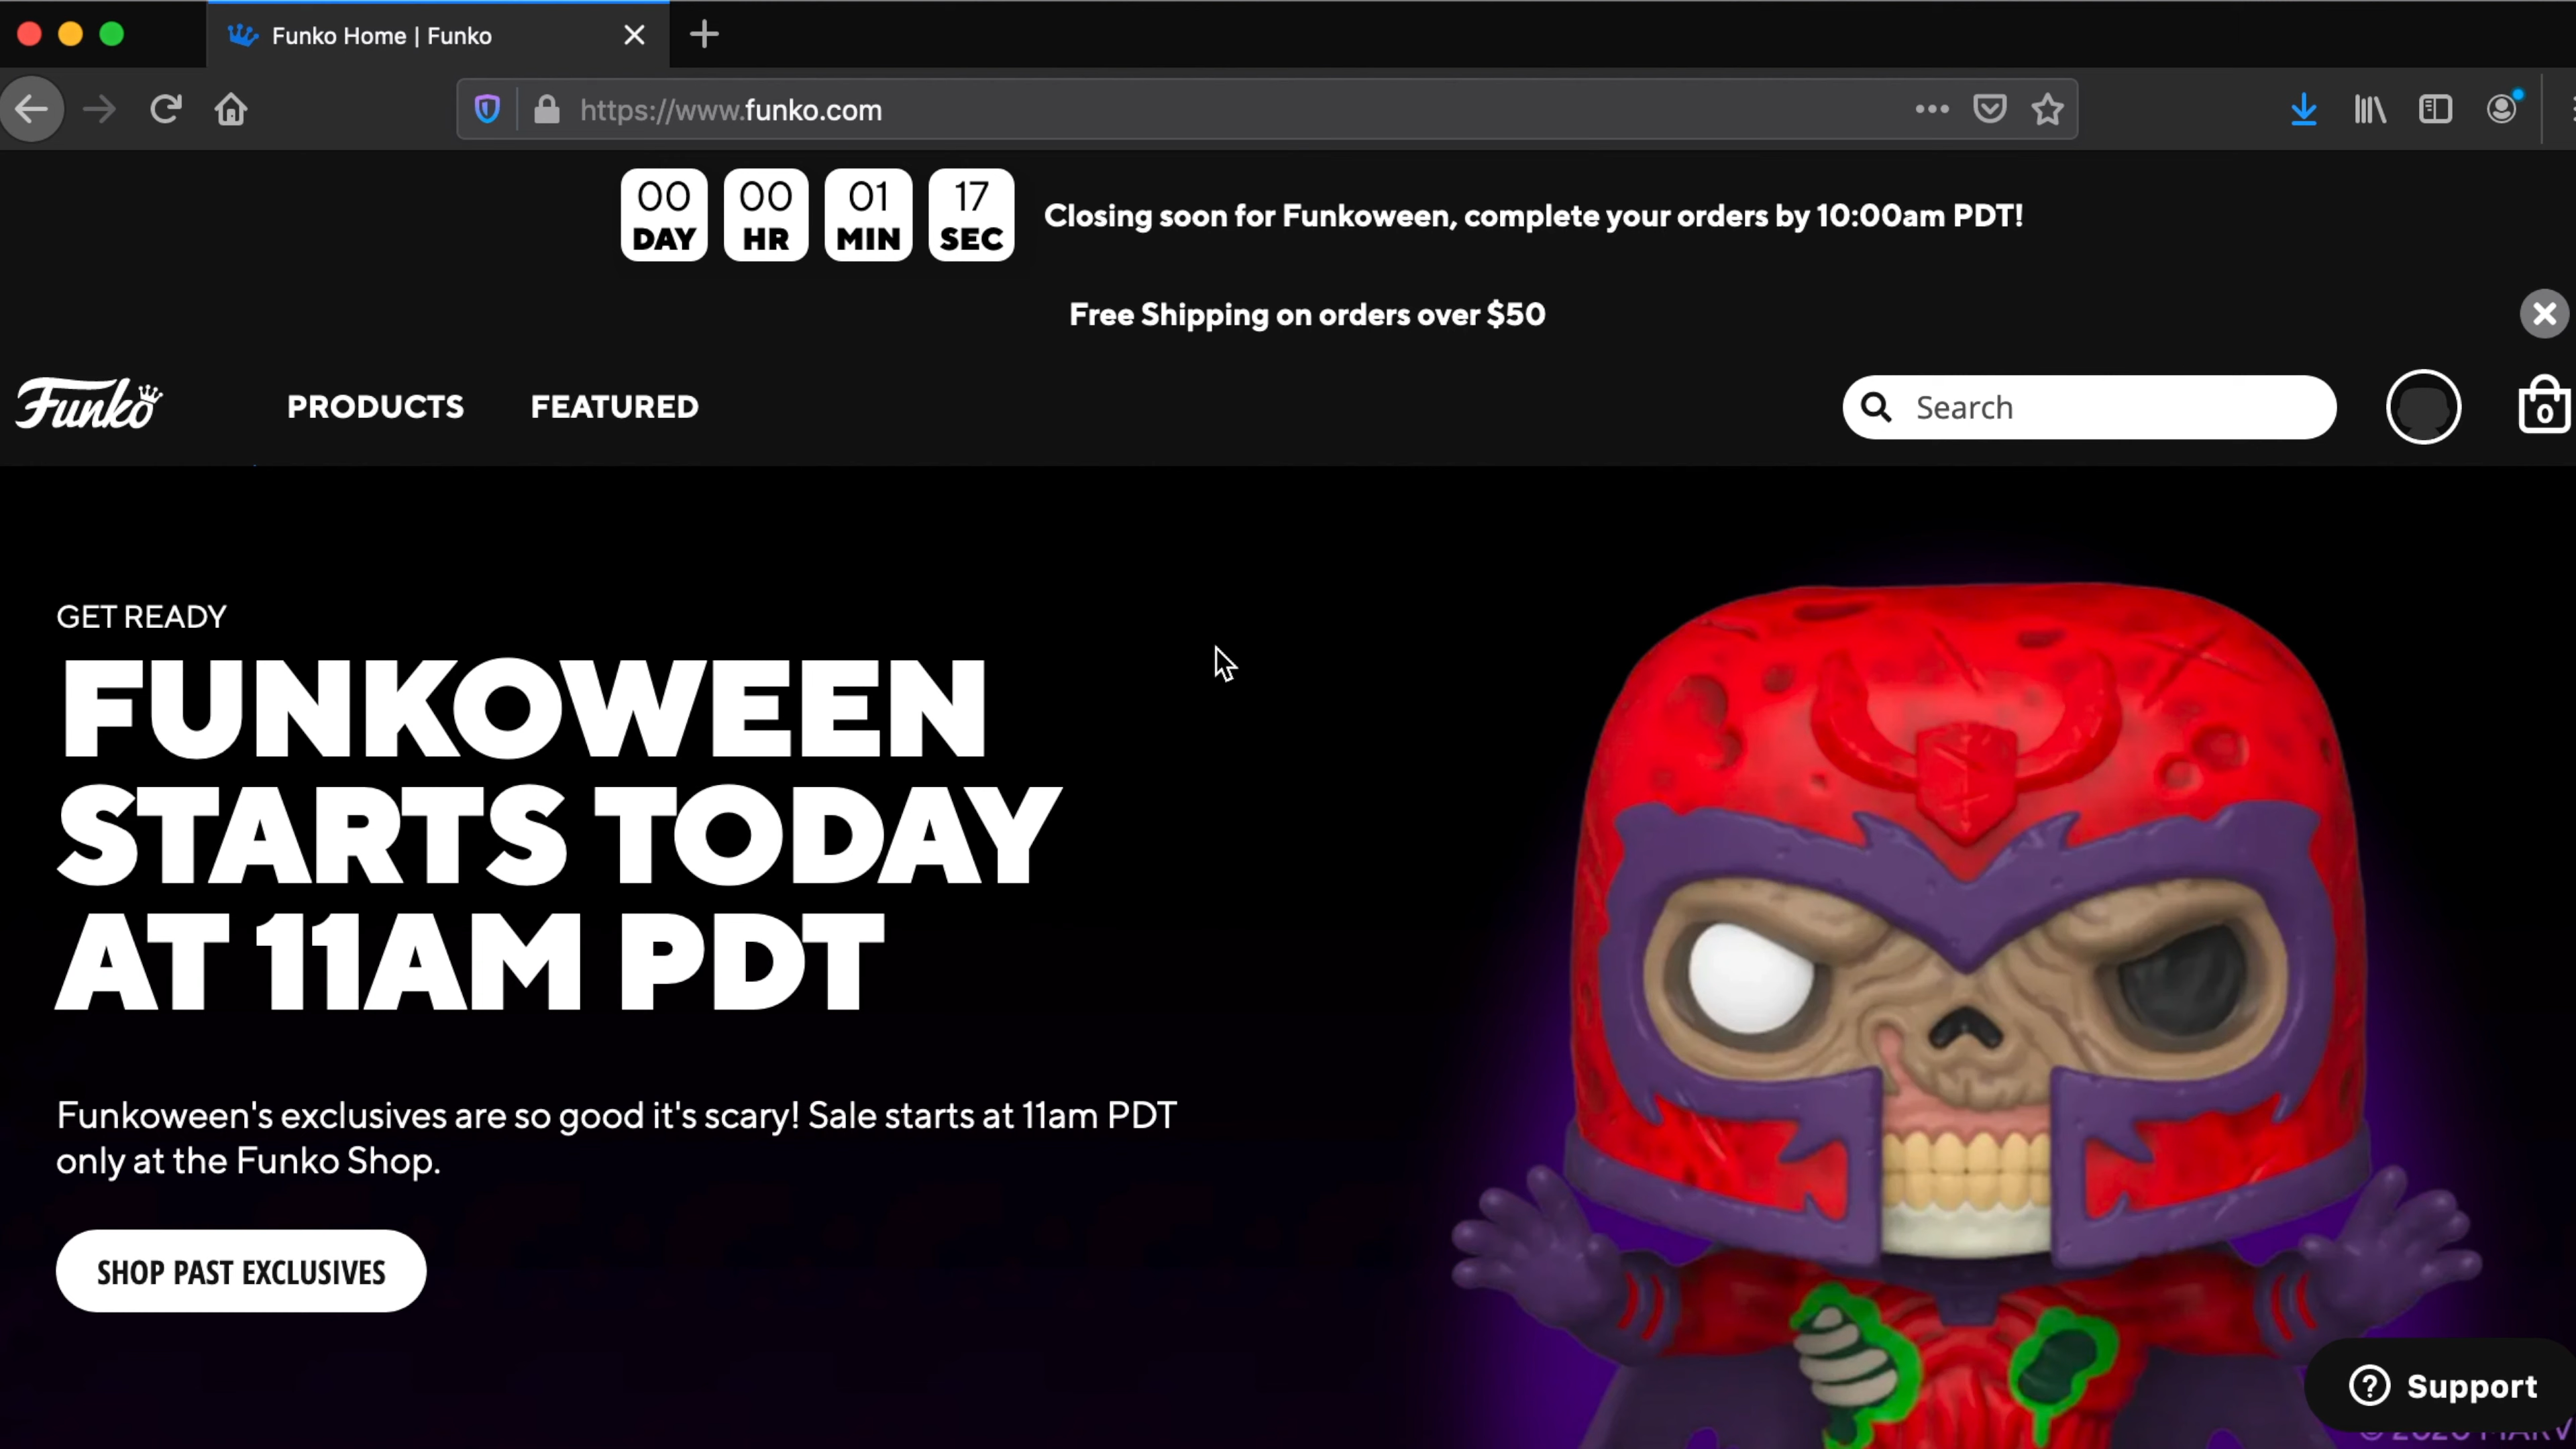 Funko Home | Funko
https://www.funko.com
00 DAY 00 HR 01 MIN 17 SEC
Closing soon for Funkoween, complete your orders by 10:00am PDT!
Free Shipping on orders over $50
Funko
PRODUCTS
FEATURED
Search
0
GET READY
FUNKOWEEN
STARTS TODAY
AT 11AM PDT
Funkoween's exclusives are so good it's scary! Sale starts at 11am PDT
only at the Funko Shop.
SHOP PAST EXCLUSIVES
Support